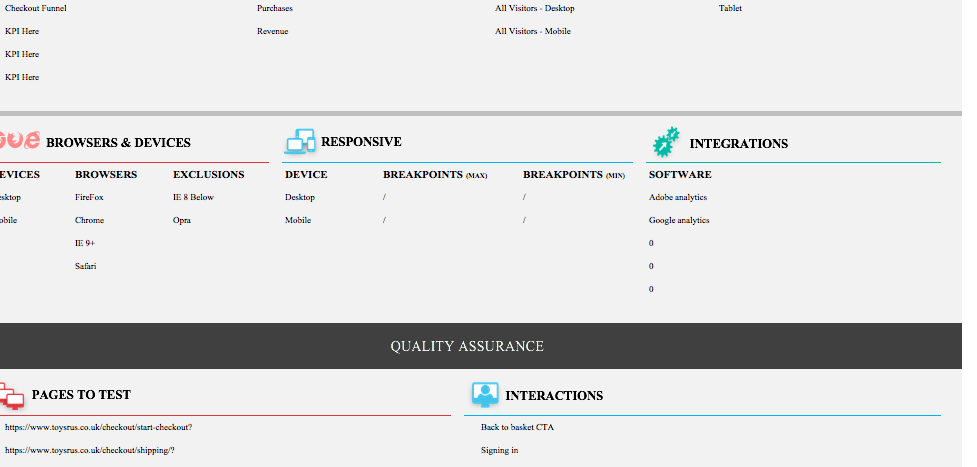 Checkout Funnel Purchases All Visitors - Desktop Tablet
KPI Here Revenue All Visitors - Mobile
KPI Here
KPI Here
BROWSERS & DEVICES RESPONSIVE INTEGRATIONS
EVICES BROWSERS EXCLUSIONS DEVICE BREAKPOINTS (MAX) BREAKPOINTS (MIN) SOFTWARE
esktop FireFox IE 8 Below Desktop / / Adobe analytics
obile Chrome Opra Mobile / / Google analytics
IE 9+ 0
Safari 0
0
QUALITY ASSURANCE
PAGES TO TEST INTERACTIONS
https://www.toysrus.co.uk/checkout/start-checkout? Back to basket CTA
https://www.toysrus.co.uk/checkout/shipping/? Signing in